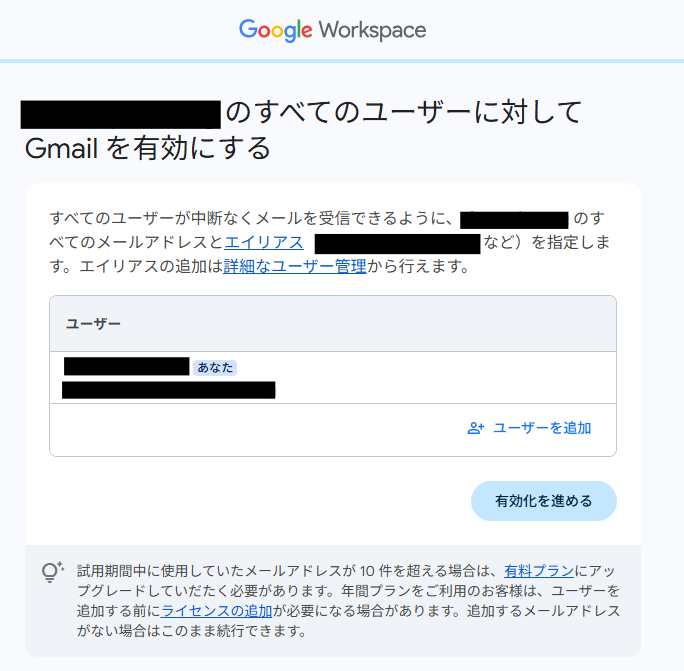 Google Workspace
のすべてのユーザーに対して
Gmail を有効にする
すべてのユーザーが中断なくメールを受信できるように、 のす
べてのメールアドレスとエイリアス など）を指定しま
す。エイリアスの追加は詳細なユーザー管理から行えます。
ユーザー
あなた
ユーザーを追加
有効化を進める
試用期間中に使用していたメールアドレスが 10 件を超える場合は、有料プランにアッ
プグレードしていだたく必要があります。年間プランをご利用のお客様は、ユーザーを
追加する前にライセンスの追加が必要になる場合があります。追加するメールアドレス
がない場合はこのまま続行できます。